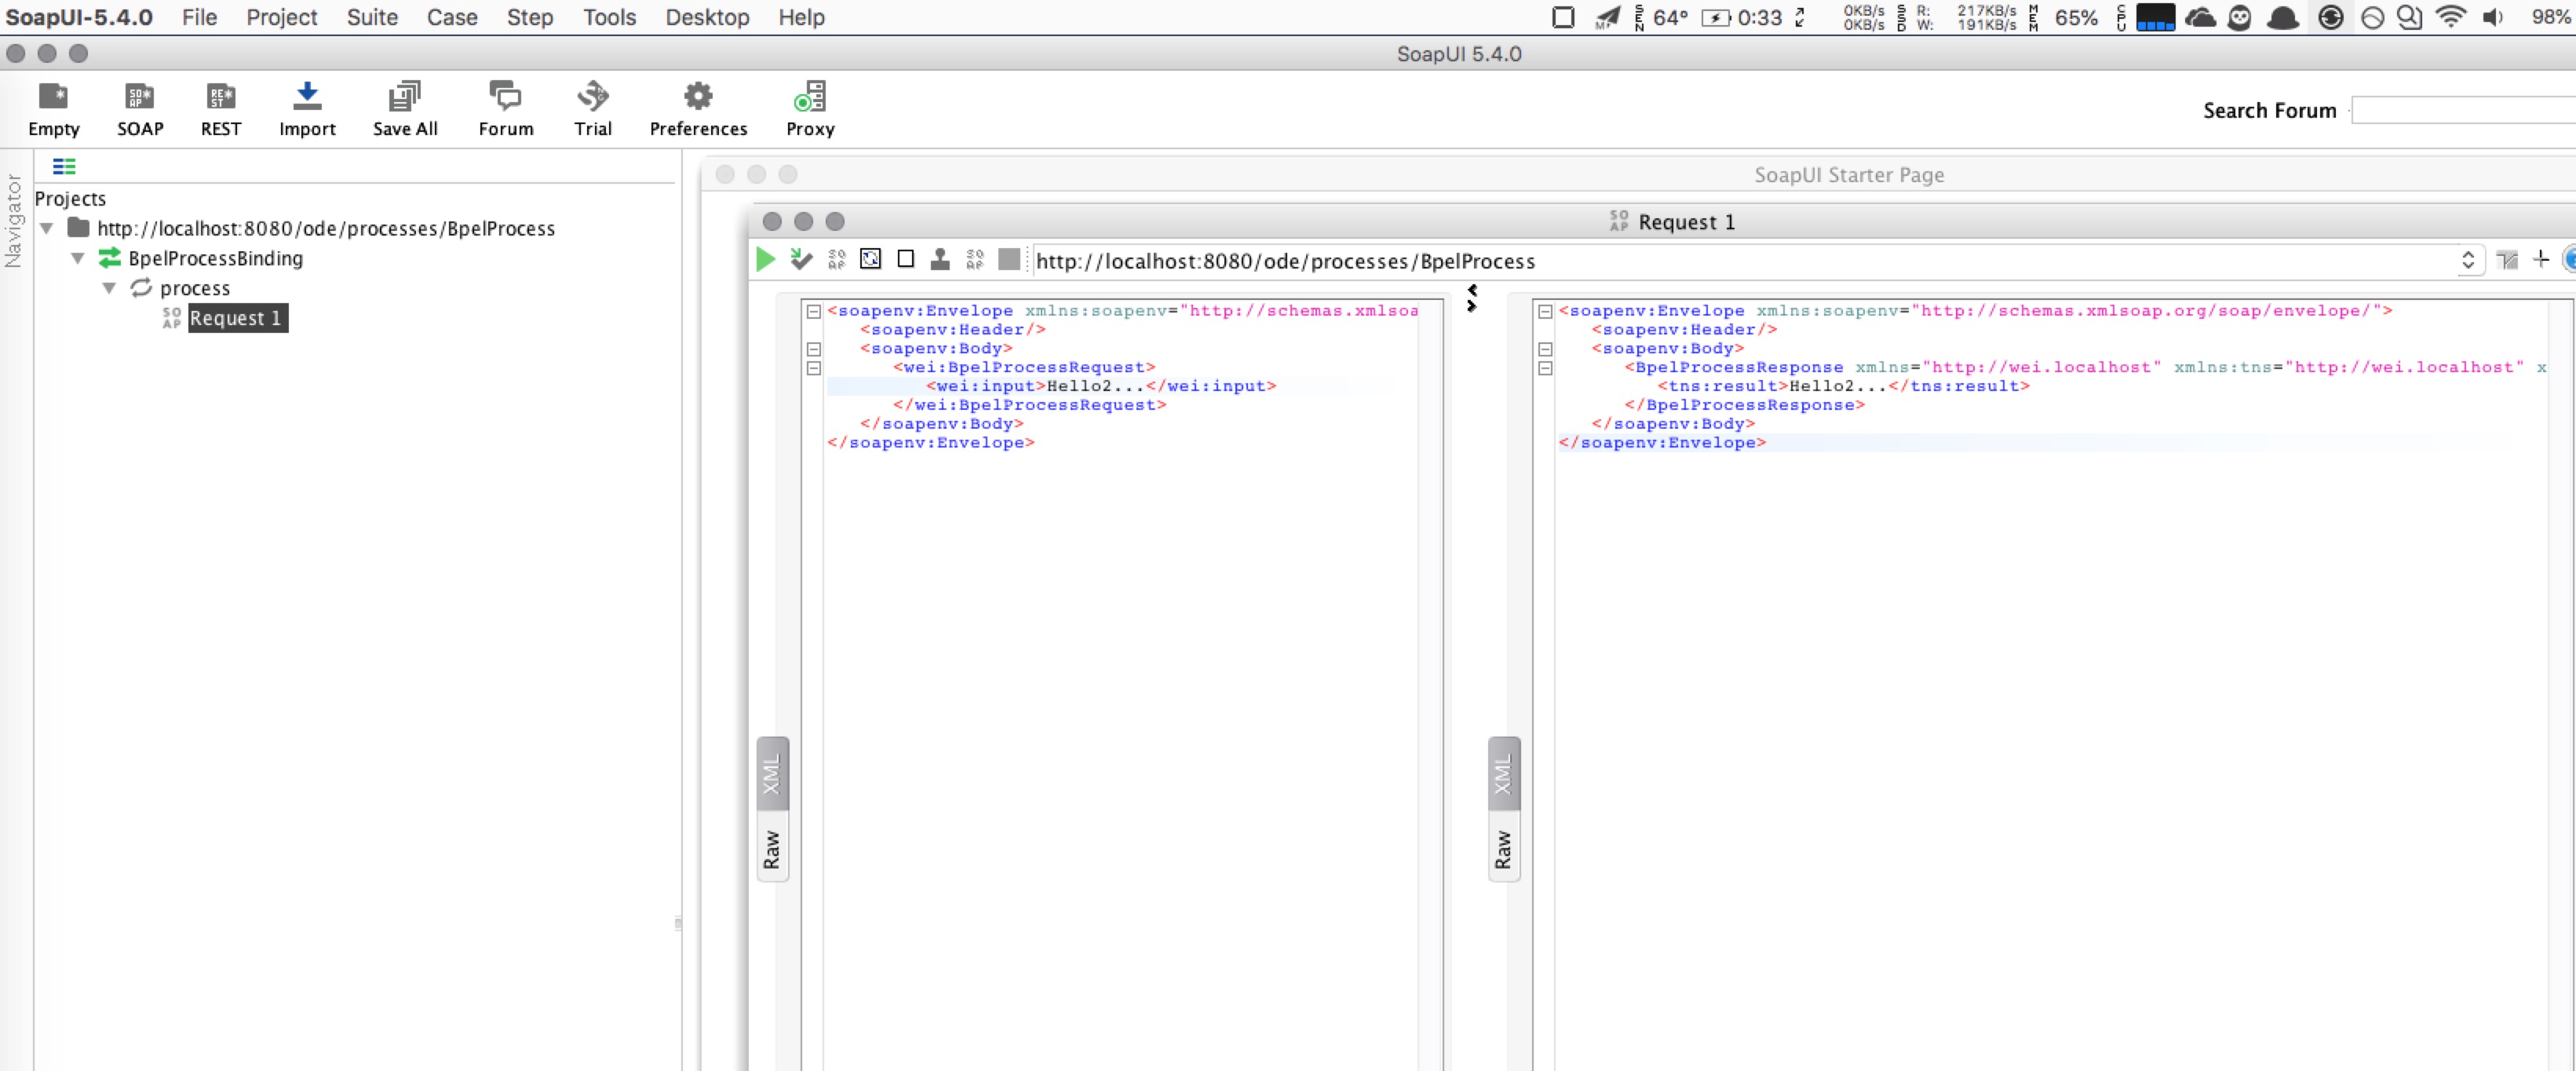 SoapUI-5.4.0 File Project Suite Case Step Tools Desktop Help
SEN 64° 0:33 0KB/s 0KB/s SSD R: W: 217KB/s 191KB/s MEM 65% CPU 98%
SoapUI 5.4.0
Empty SOAP REST Import Save All Forum Trial Preferences Proxy
Search Forum
Navigator
Projects
http://localhost:8080/ode/processes/BpelProcess
BpelProcessBinding
process
SOAP Request 1
SoapUI Starter Page
SOAP Request 1
http://localhost:8080/ode/processes/BpelProcess
<soapenv:Envelope xmlns:soapenv="http://schemas.xmlsoa
<soapenv:Header/>
<soapenv:Body>
<wei:BpelProcessRequest>
<wei:input>Hello2...</wei:input>
</wei:BpelProcessRequest>
</soapenv:Body>
</soapenv:Envelope>
XML
Raw
<soapenv:Envelope xmlns:soapenv="http://schemas.xmlsoap.org/soap/envelope/">
<soapenv:Header/>
<soapenv:Body>
<BpelProcessResponse xmlns="http://wei.localhost" xmlns:tns="http://wei.localhost" x
<tns:result>Hello2...</tns:result>
</BpelProcessResponse>
</soapenv:Body>
</soapenv:Envelope>
XML
Raw